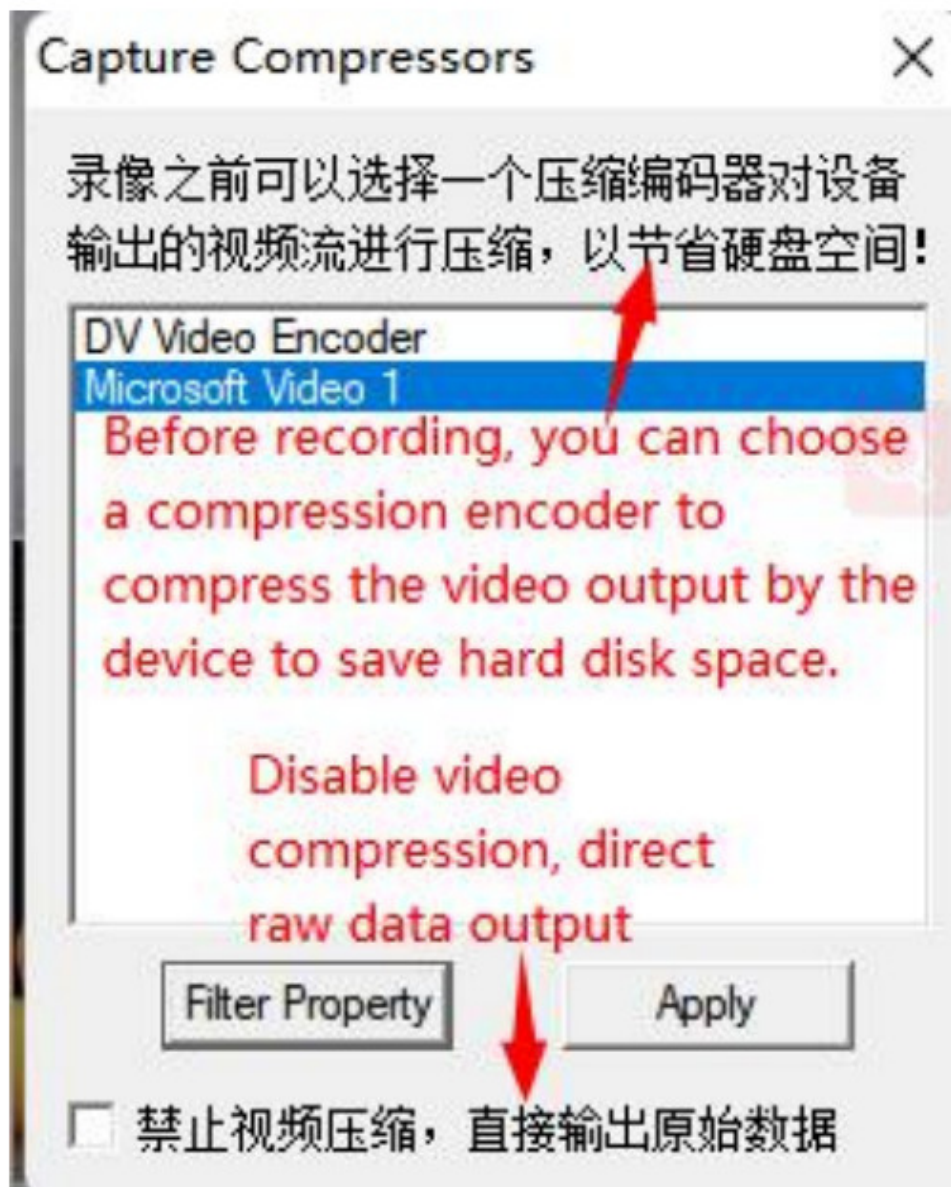 Capture Compressors
录像之前可以选择一个压缩编码器对设备
输出的视频流进行压缩，以节省硬盘空间!
DV Video Encoder
Microsoft Video 1
Before recording, you can choose
a compression encoder to
compress the video output by the
device to save hard disk space.
Disable video
compression, direct
raw data output
Filter Property
Apply
禁止视频压缩，直接输出原始数据